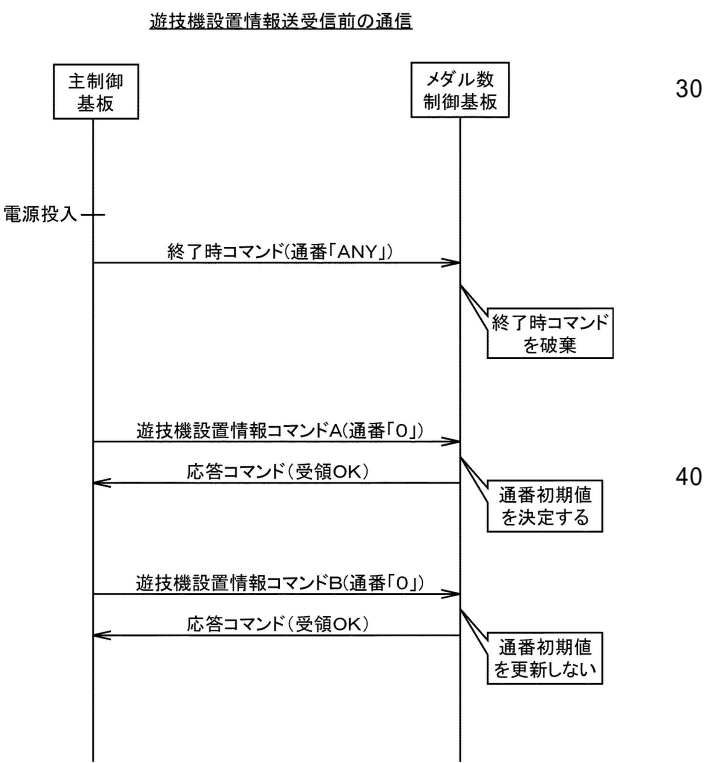 遊技機設置情報送受信前の通信
主制御
基板
メダル数
制御基板
30
電源投入
終了時コマンド(通番「ANY」)
終了時コマンド
を破棄
遊技機設置情報コマンドA(通番「0」)
応答コマンド(受領OK)
40
通番初期値
を決定する
遊技機設置情報コマンドB(通番「0」)
応答コマンド(受領OK)
通番初期値
を更新しない